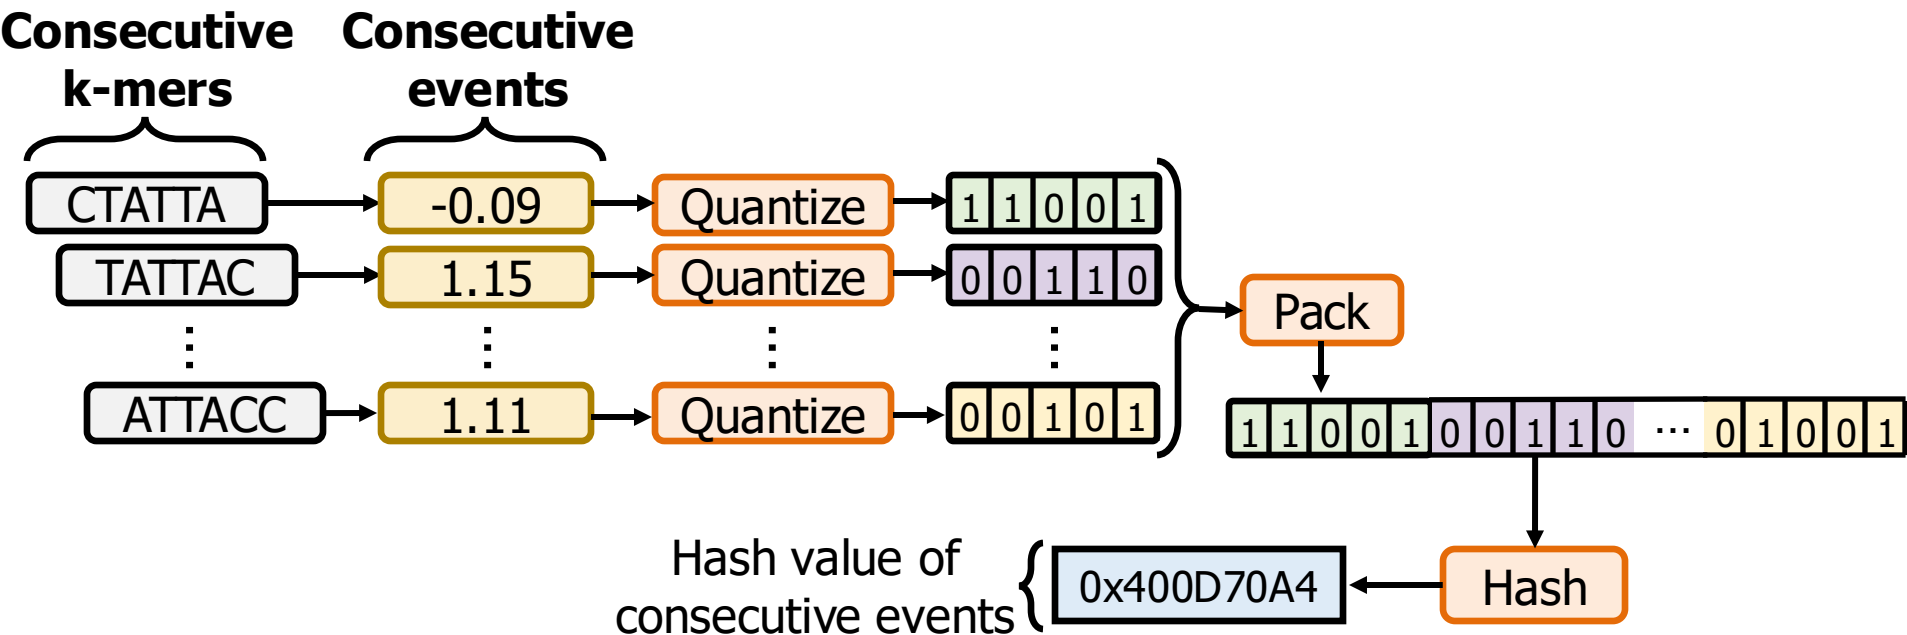 Consecutive k-mers
Consecutive events
CTATTA
-0.09
Quantize
1 1 0 0 1
TATTAC
1.15
Quantize
0 0 1 1 0
Pack
ATTACC
1.11
Quantize
0 0 1 0 1
1 1 0 0 1 0 0 1 1 0 ... 0 1 0 0 1
Hash value of
consecutive events
0x400D70A4
Hash